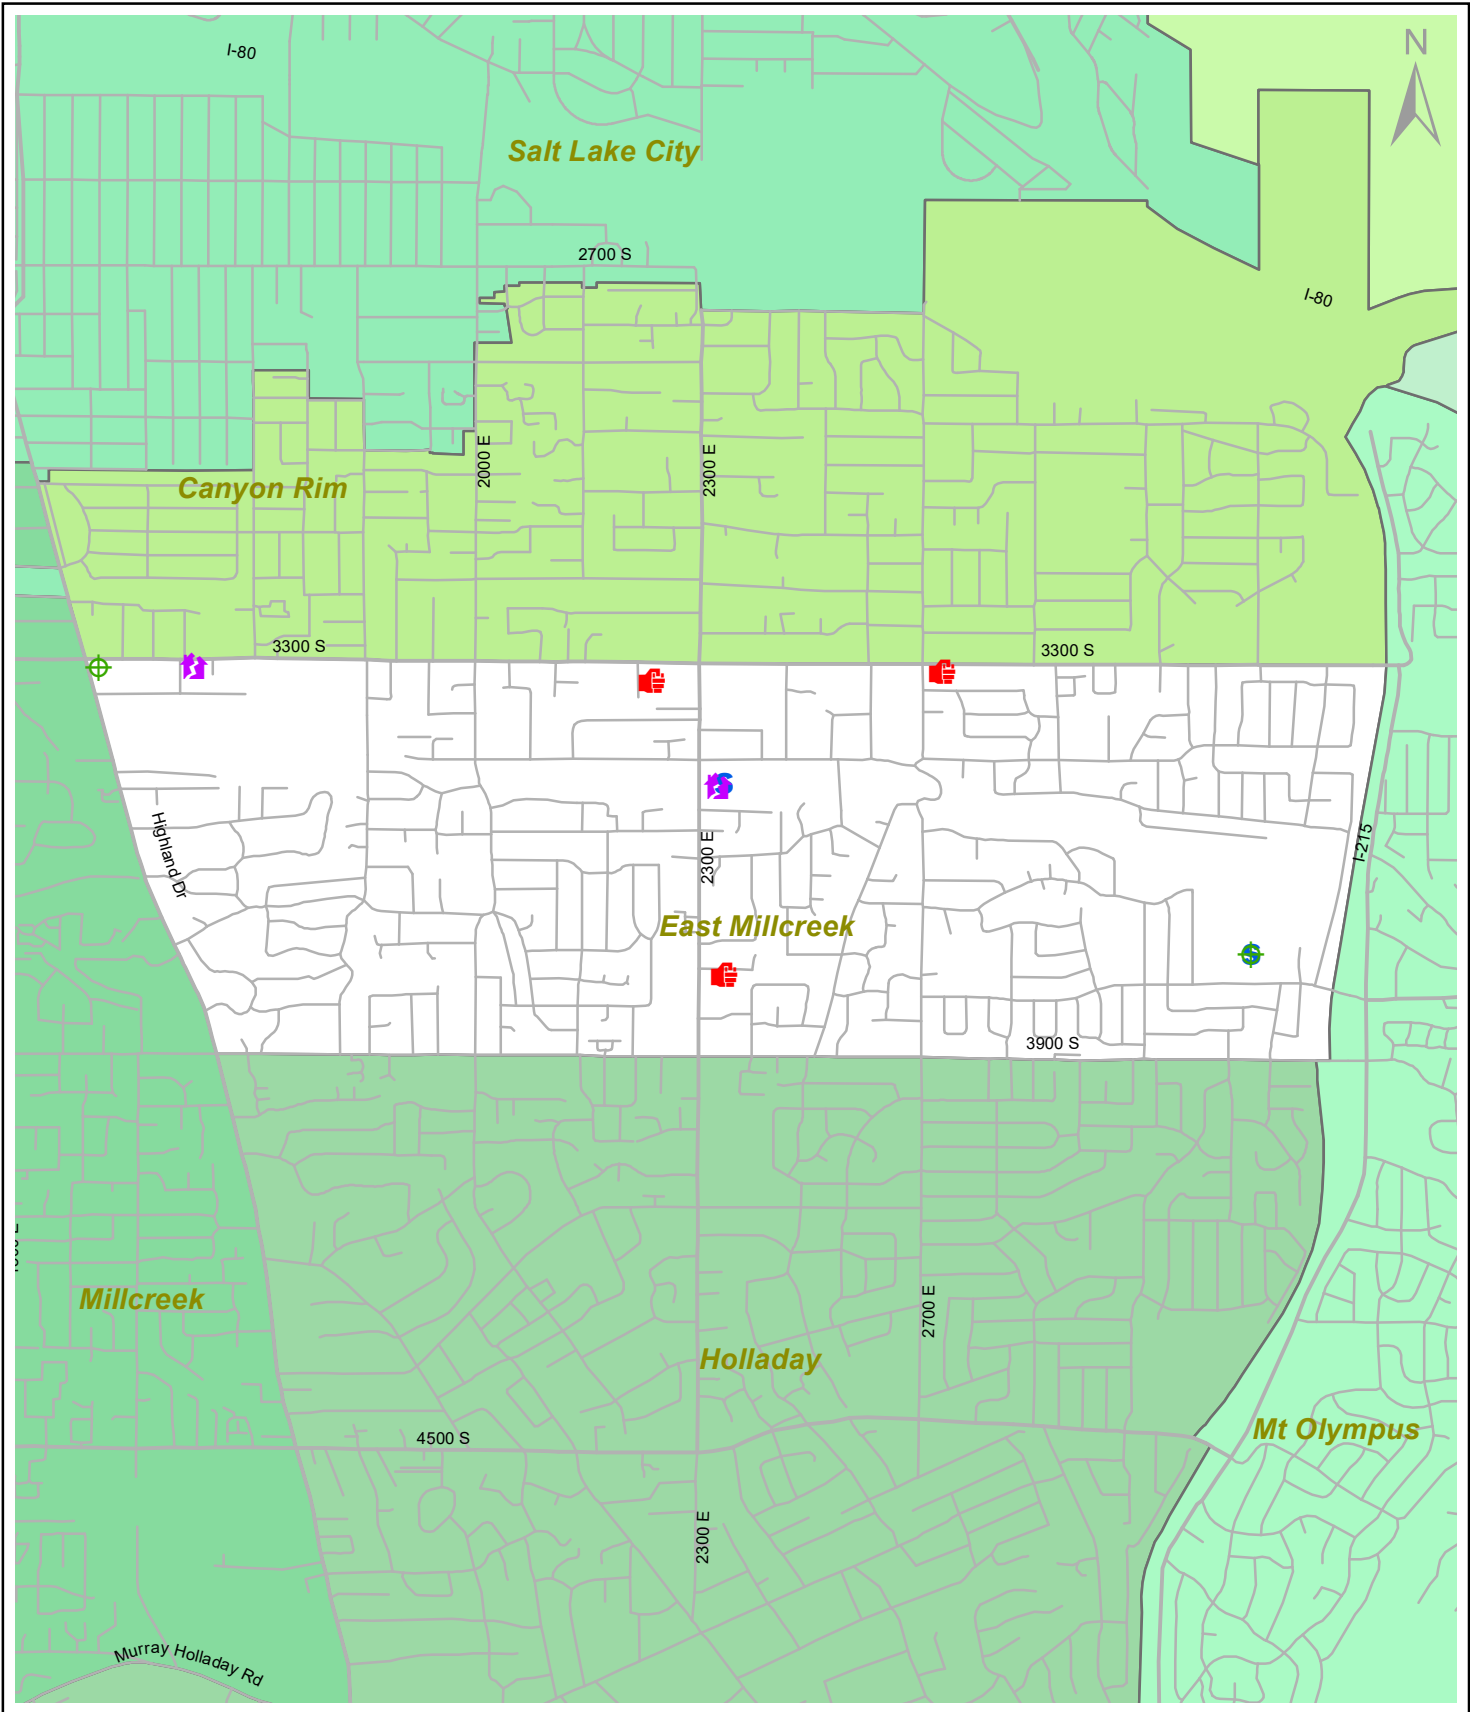 I-80
N
Salt Lake City
2700 S
I-80
2000 E
2300 E
Canyon Rim
3300 S
3300 S
Highland Dr
2300 E
I-215
East Millcreek
3900 S
Millcreek
2700 E
Holladay
Mt Olympus
4500 S
2300 E
Murray Holladay Rd